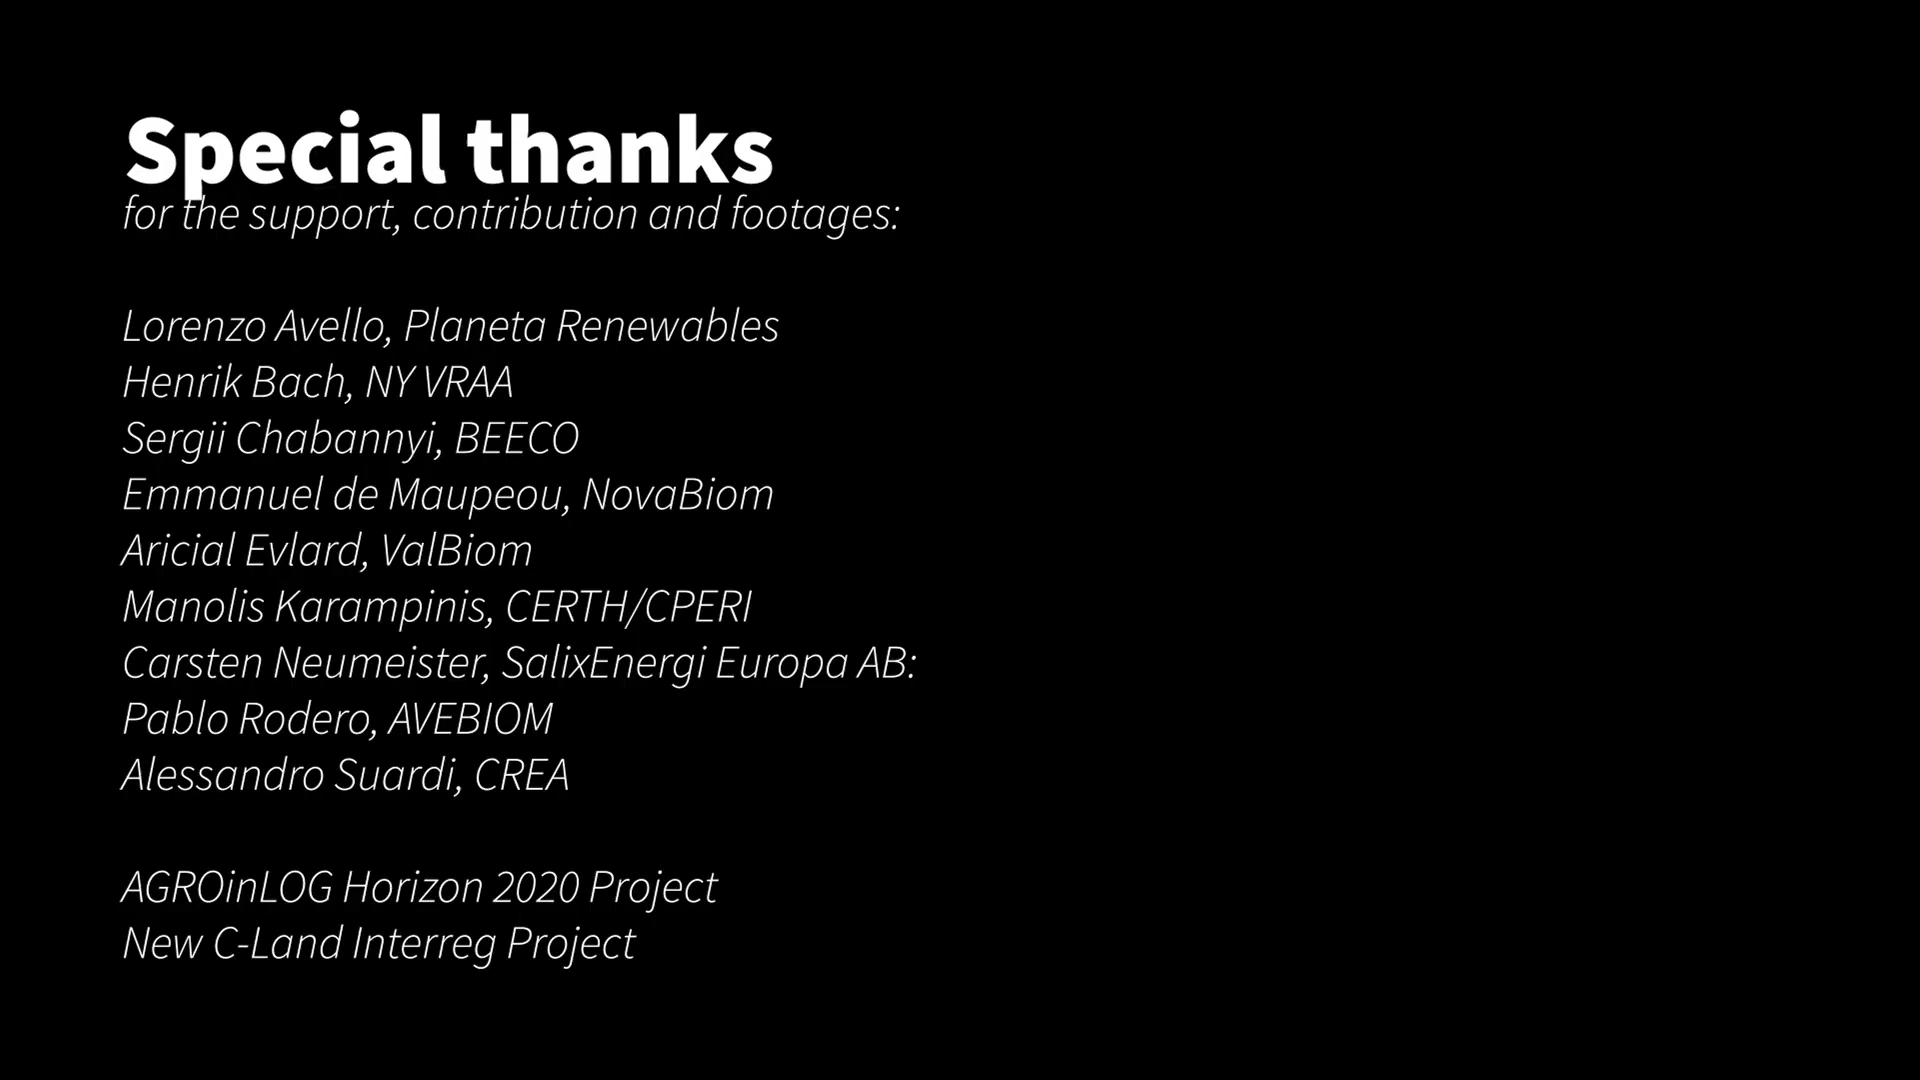 Special thanks
for the support, contribution and footages:
Lorenzo Avello, Planeta Renewables
Henrik Bach, NY VRAA
Sergii Chabannyi, BEECO
Emmanuel de Maupeou, NovaBiom
Aricial Evlard, ValBiom
Manolis Karampinis, CERTH/CPERI
Carsten Neumeister, SalixEnergi Europa AB:
Pablo Rodero, AVEBIOM
Alessandro Suardi, CREA
AGROinLOG Horizon 2020 Project
New C-Land Interreg Project